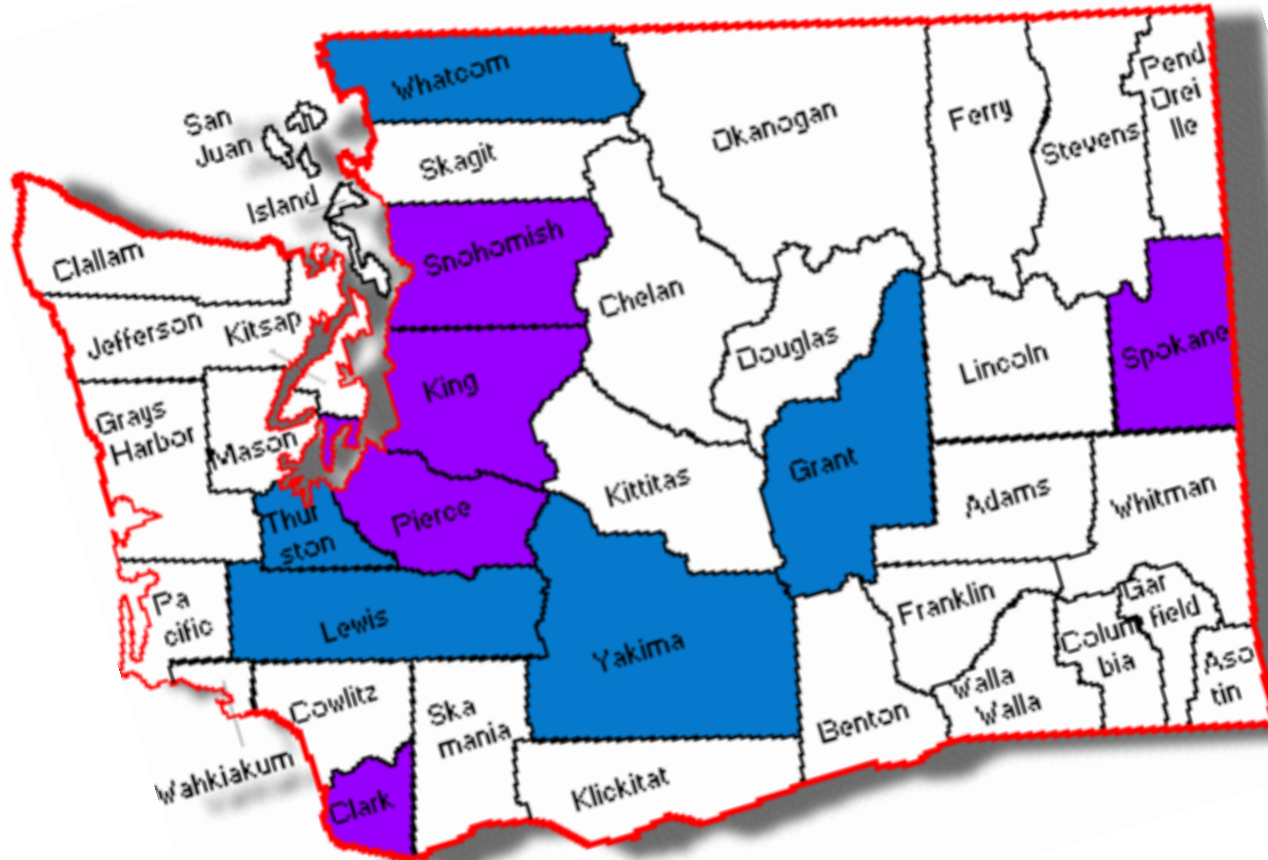 Whatcom
San
Juan
Skagit
Island
Okanogan
Ferry
Stevens
Pend
Orei
lle
Clallam
Snohomish
Chelan
Jefferson
Kitsap
King
Douglas
Lincoln
Spokane
Grays
Harbor
Mason
Kittitas
Grant
Adams
Whitman
Thur
ston
Pierce
Pa
cific
Lewis
Yakima
Franklin
Gar
field
Colum
bia
Aso
tin
Walla
Walla
Benton
Cowlitz
Ska
mania
Wahkiakum
Clark
Klickitat